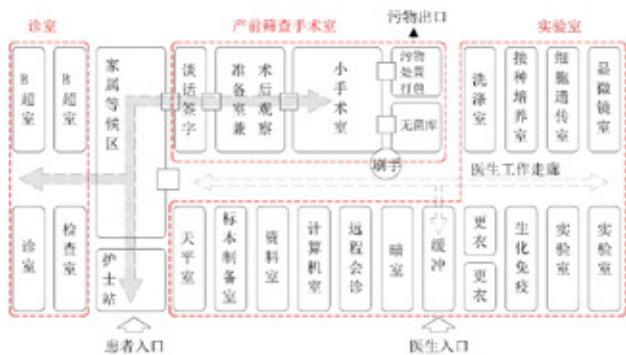 诊室
产前筛查手术室
污物出口
实验室
B超室
B超室
家属等候区
谈话签字
准备室兼
术后观察
小手术室
污物处置打包
无菌库
刷手
洗涤室
接种培养室
细胞遗传室
显微镜室
医生工作走廊
诊室
检查室
护士站
天平室
标本制备室
资料室
计算机室
远程会诊
暗室
缓冲
更衣
更衣
生化免疫
实验室
实验室
患者入口
医生入口